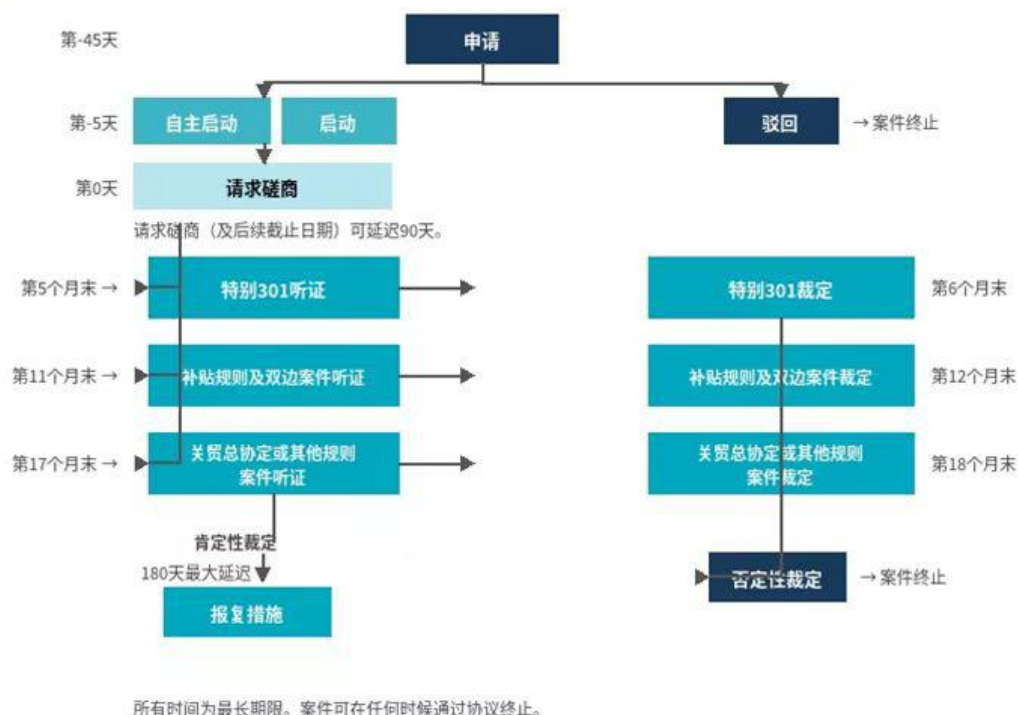 第-45天
申请
第-5天
自主启动
启动
驳回
→ 案件终止
第0天
请求磋商
请求磋商（及后续截止日期）可延迟90天。
第5个月末 →
特别301听证
特别301裁定
第6个月末
第11个月末 →
补贴规则及双边案件听证
补贴规则及双边案件裁定
第12个月末
第17个月末 →
关贸总协定或其他规则
案件听证
关贸总协定或其他规则
案件裁定
第18个月末
肯定性裁定
180天最大延迟
报复措施
否定性裁定
→ 案件终止
所有时间为最长期限。案件可在任何时候通过协议终止。